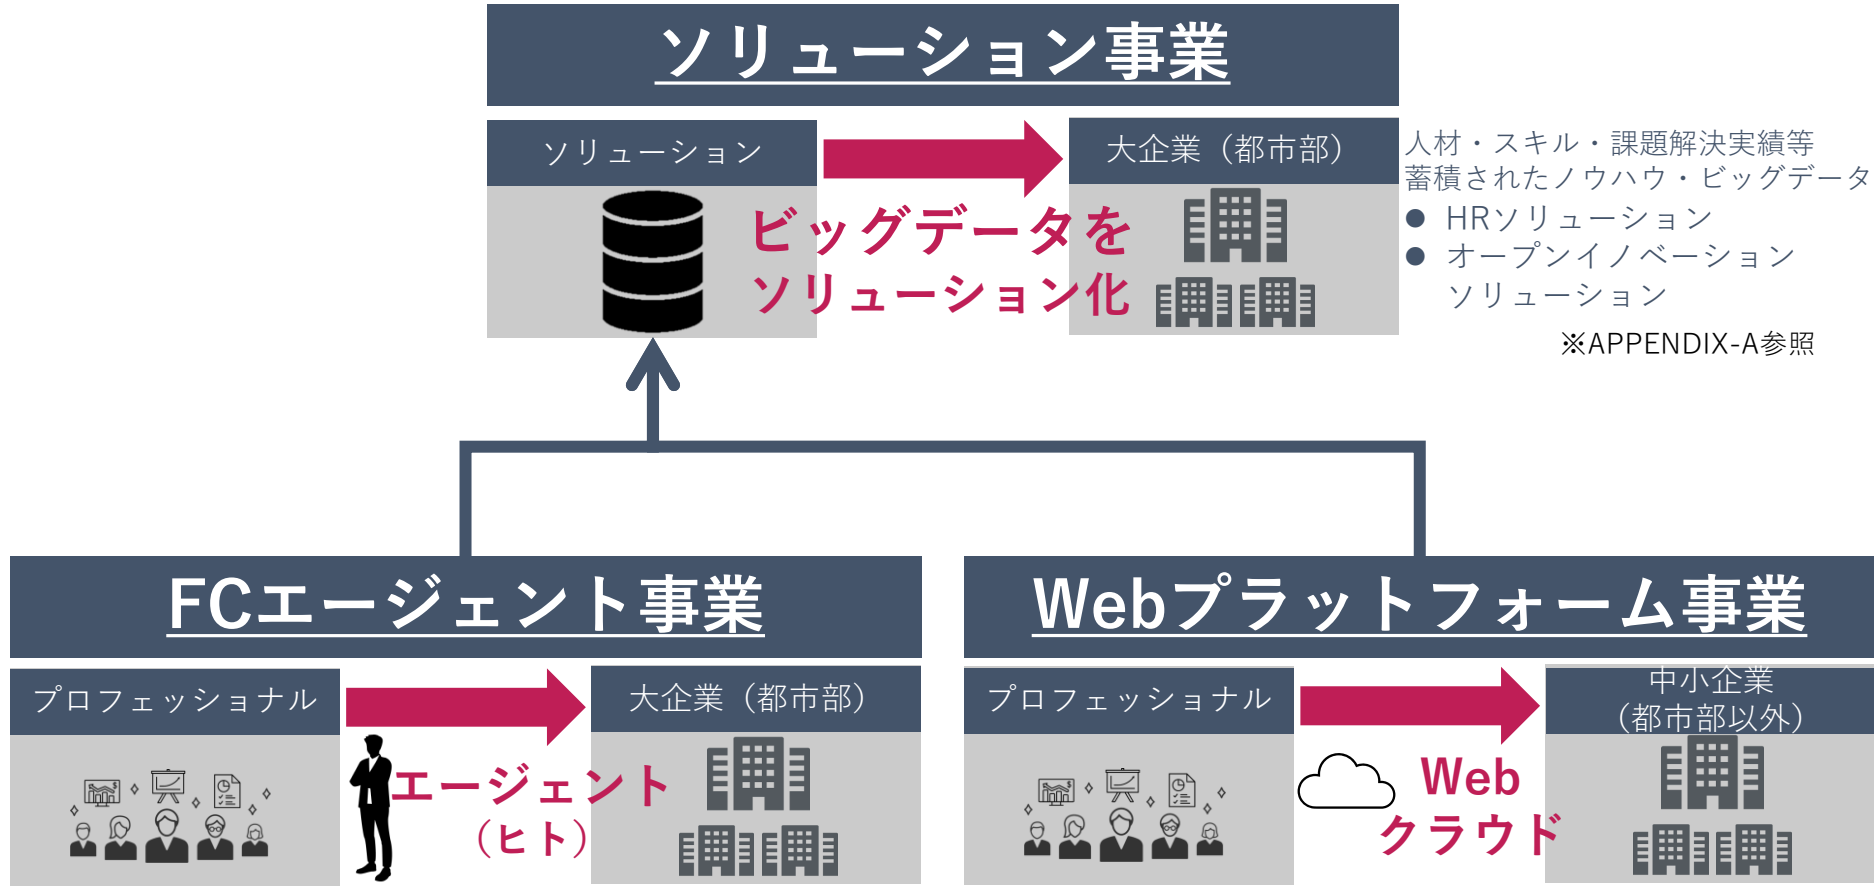 ソリューション事業
ソリューション
大企業（都市部）
ビッグデータを
ソリューション化
人材・スキル・課題解決実績等
蓄積されたノウハウ・ビッグデータ
● HRソリューション
● オープンイノベーション
ソリューション
※APPENDIX-A参照
FCエージェント事業
プロフェッショナル
大企業（都市部）
エージェント
（ヒト）
Webプラットフォーム事業
プロフェッショナル
中小企業
（都市部以外）
Web
クラウド